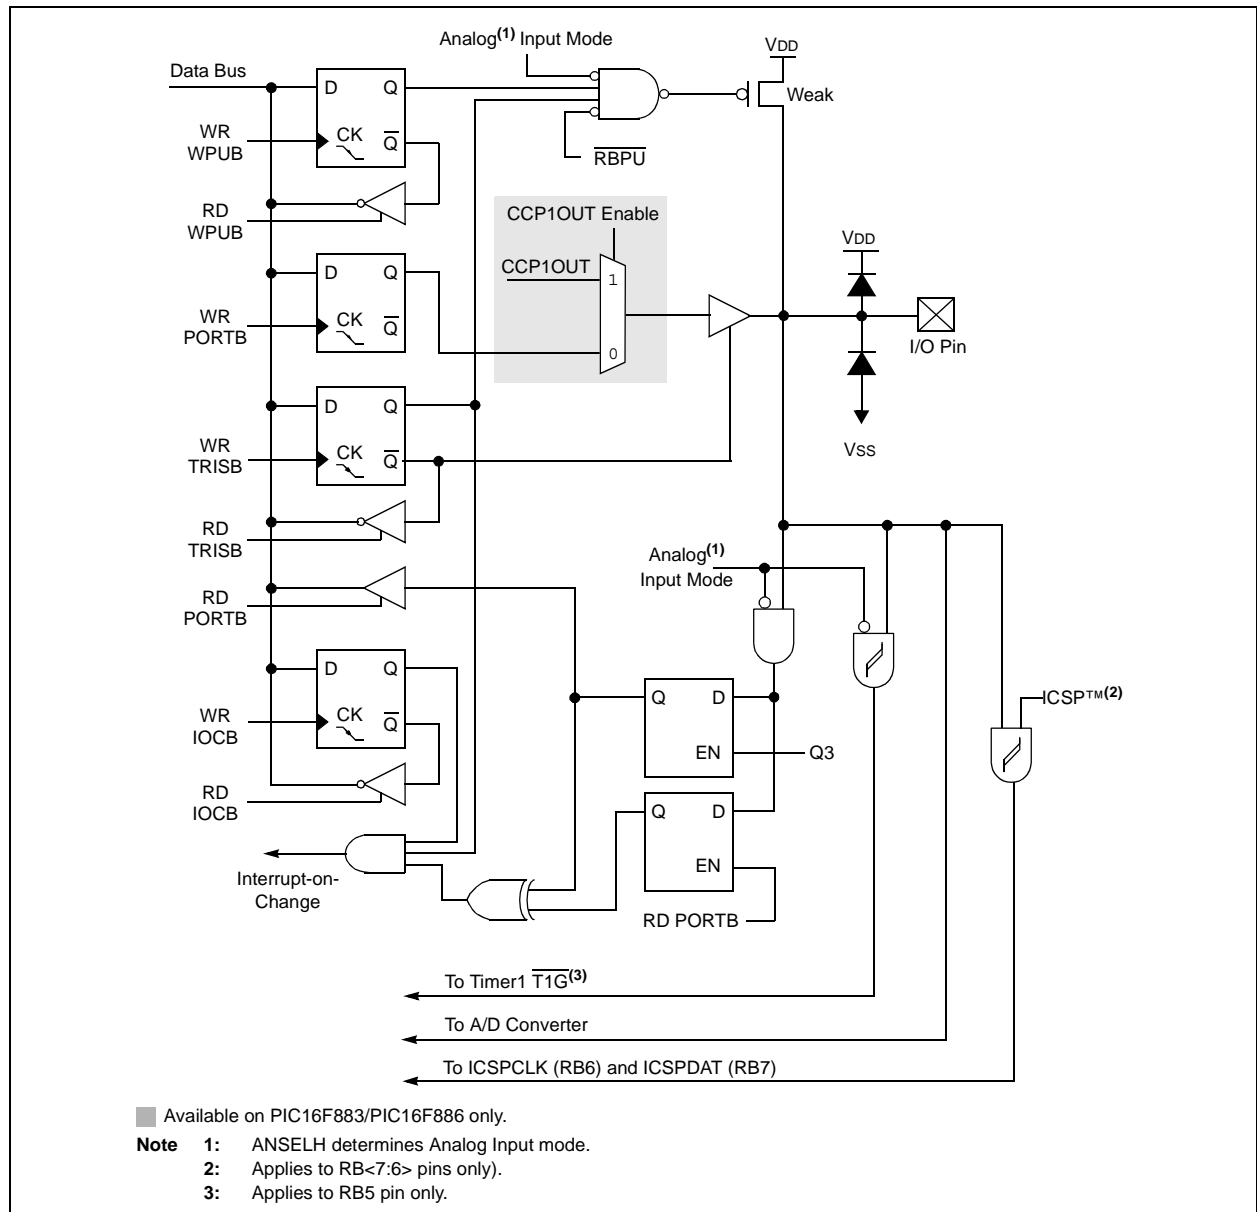 Analog(1) Input Mode
VDD
Data Bus
D Q
Weak
WR
WPUB
CK Q
RBPU
RD
WPUB
CCP1OUT Enable
VDD
CCP1OUT
1
D Q
WR
PORTB
CK Q
0
I/O Pin
D Q
WR
TRISB
CK Q
VSS
RD
TRISB
Analog(1)
Input Mode
RD
PORTB
D Q
Q D
ICSP™(2)
WR
IOCB
CK Q
EN
Q3
RD
IOCB
Q D
EN
Interrupt-on-
Change
RD PORTB
To Timer1 T1G(3)
To A/D Converter
To ICSPCLK (RB6) and ICSPDAT (RB7)
Available on PIC16F883/PIC16F886 only.
Note 1: ANSELH determines Analog Input mode.
2: Applies to RB<7:6> pins only).
3: Applies to RB5 pin only.